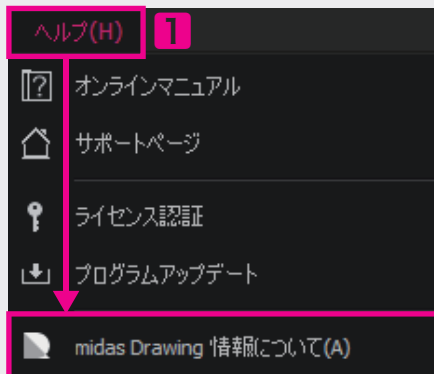 ヘルプ(H) 1
オンラインマニュアル
サポートページ
ライセンス認証
プログラムアップデート
midas Drawing '情報について(A)